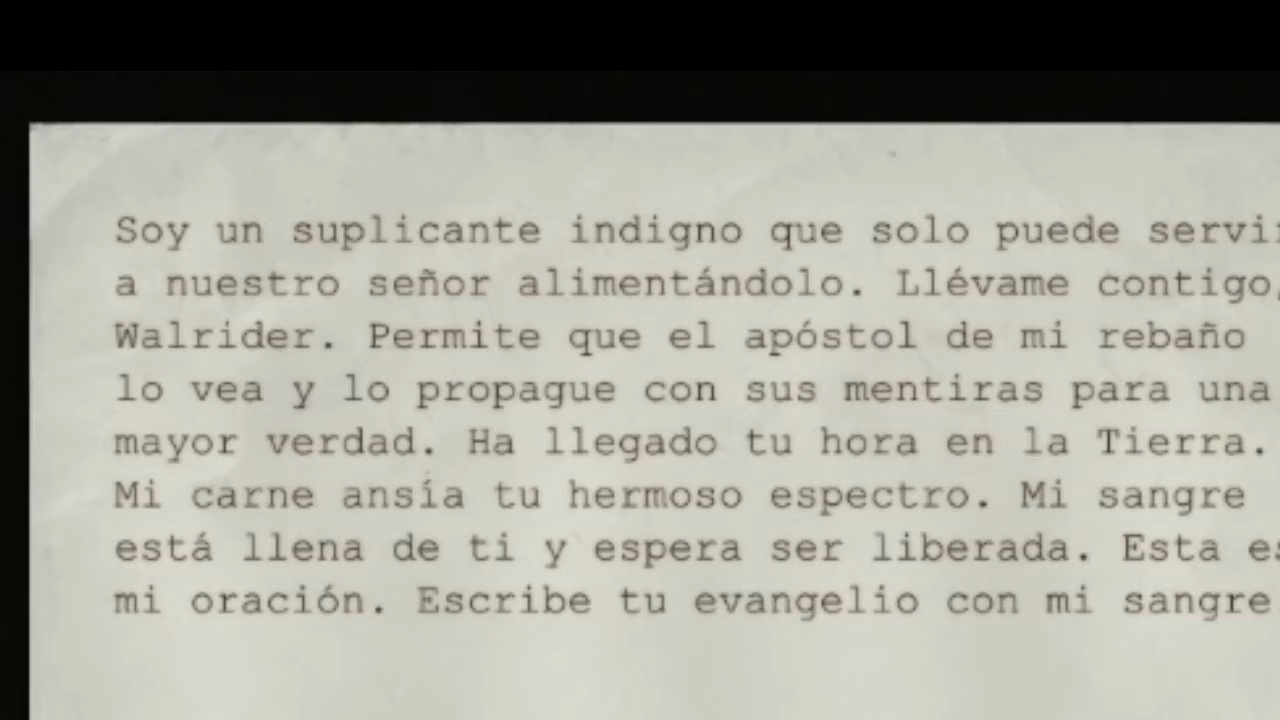 Soy un suplicante indigno que solo puede servir
a nuestro señor alimentándolo. Llévame contigo,
Walrider. Permite que el apóstol de mi rebaño
lo vea y lo propague con sus mentiras para una
mayor verdad. Ha llegado tu hora en la Tierra.
Mi carne ansía tu hermoso espectro. Mi sangre
está llena de ti y espera ser liberada. Esta es
mi oración. Escribe tu evangelio con mi sangre